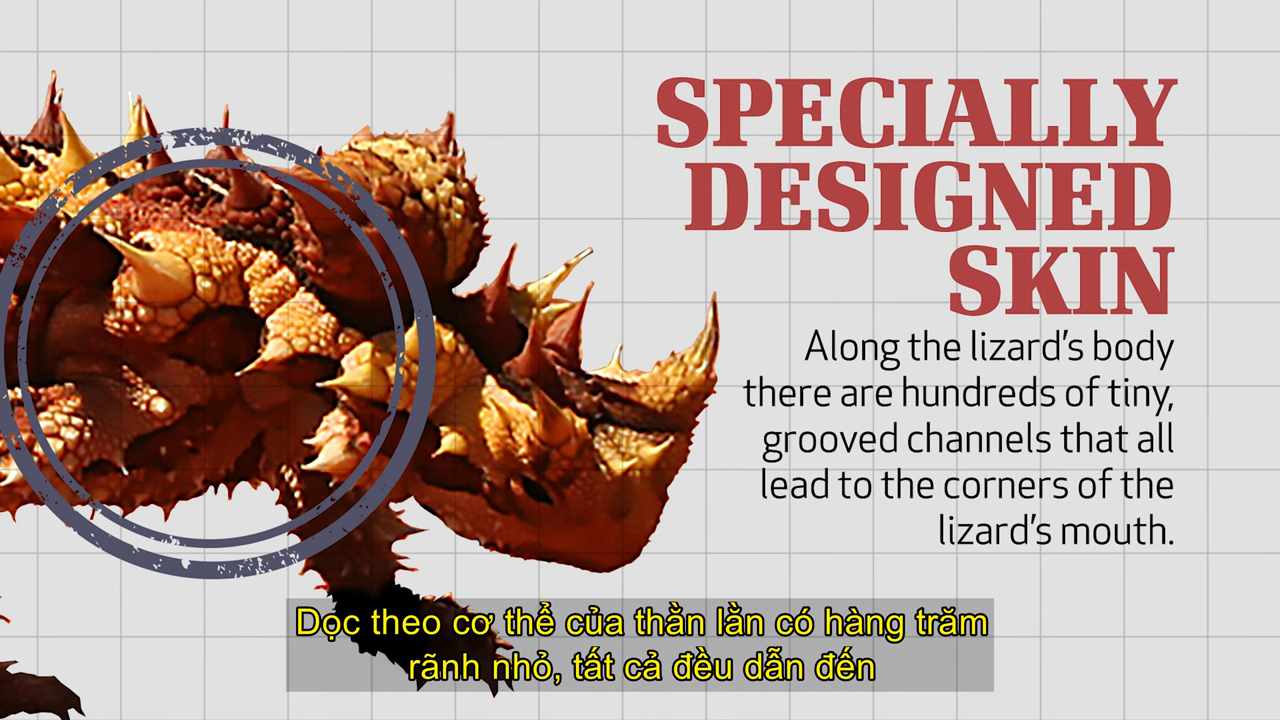 SPECIALLY
DESIGNED
SKIN
Along the lizard's body
there are hundreds of tiny,
grooved channels that all
lead to the corners of the
lizard's mouth.
Dọc theo cơ thể của thằn lằn có hàng trăm
rãnh nhỏ, tất cả đều dẫn đến